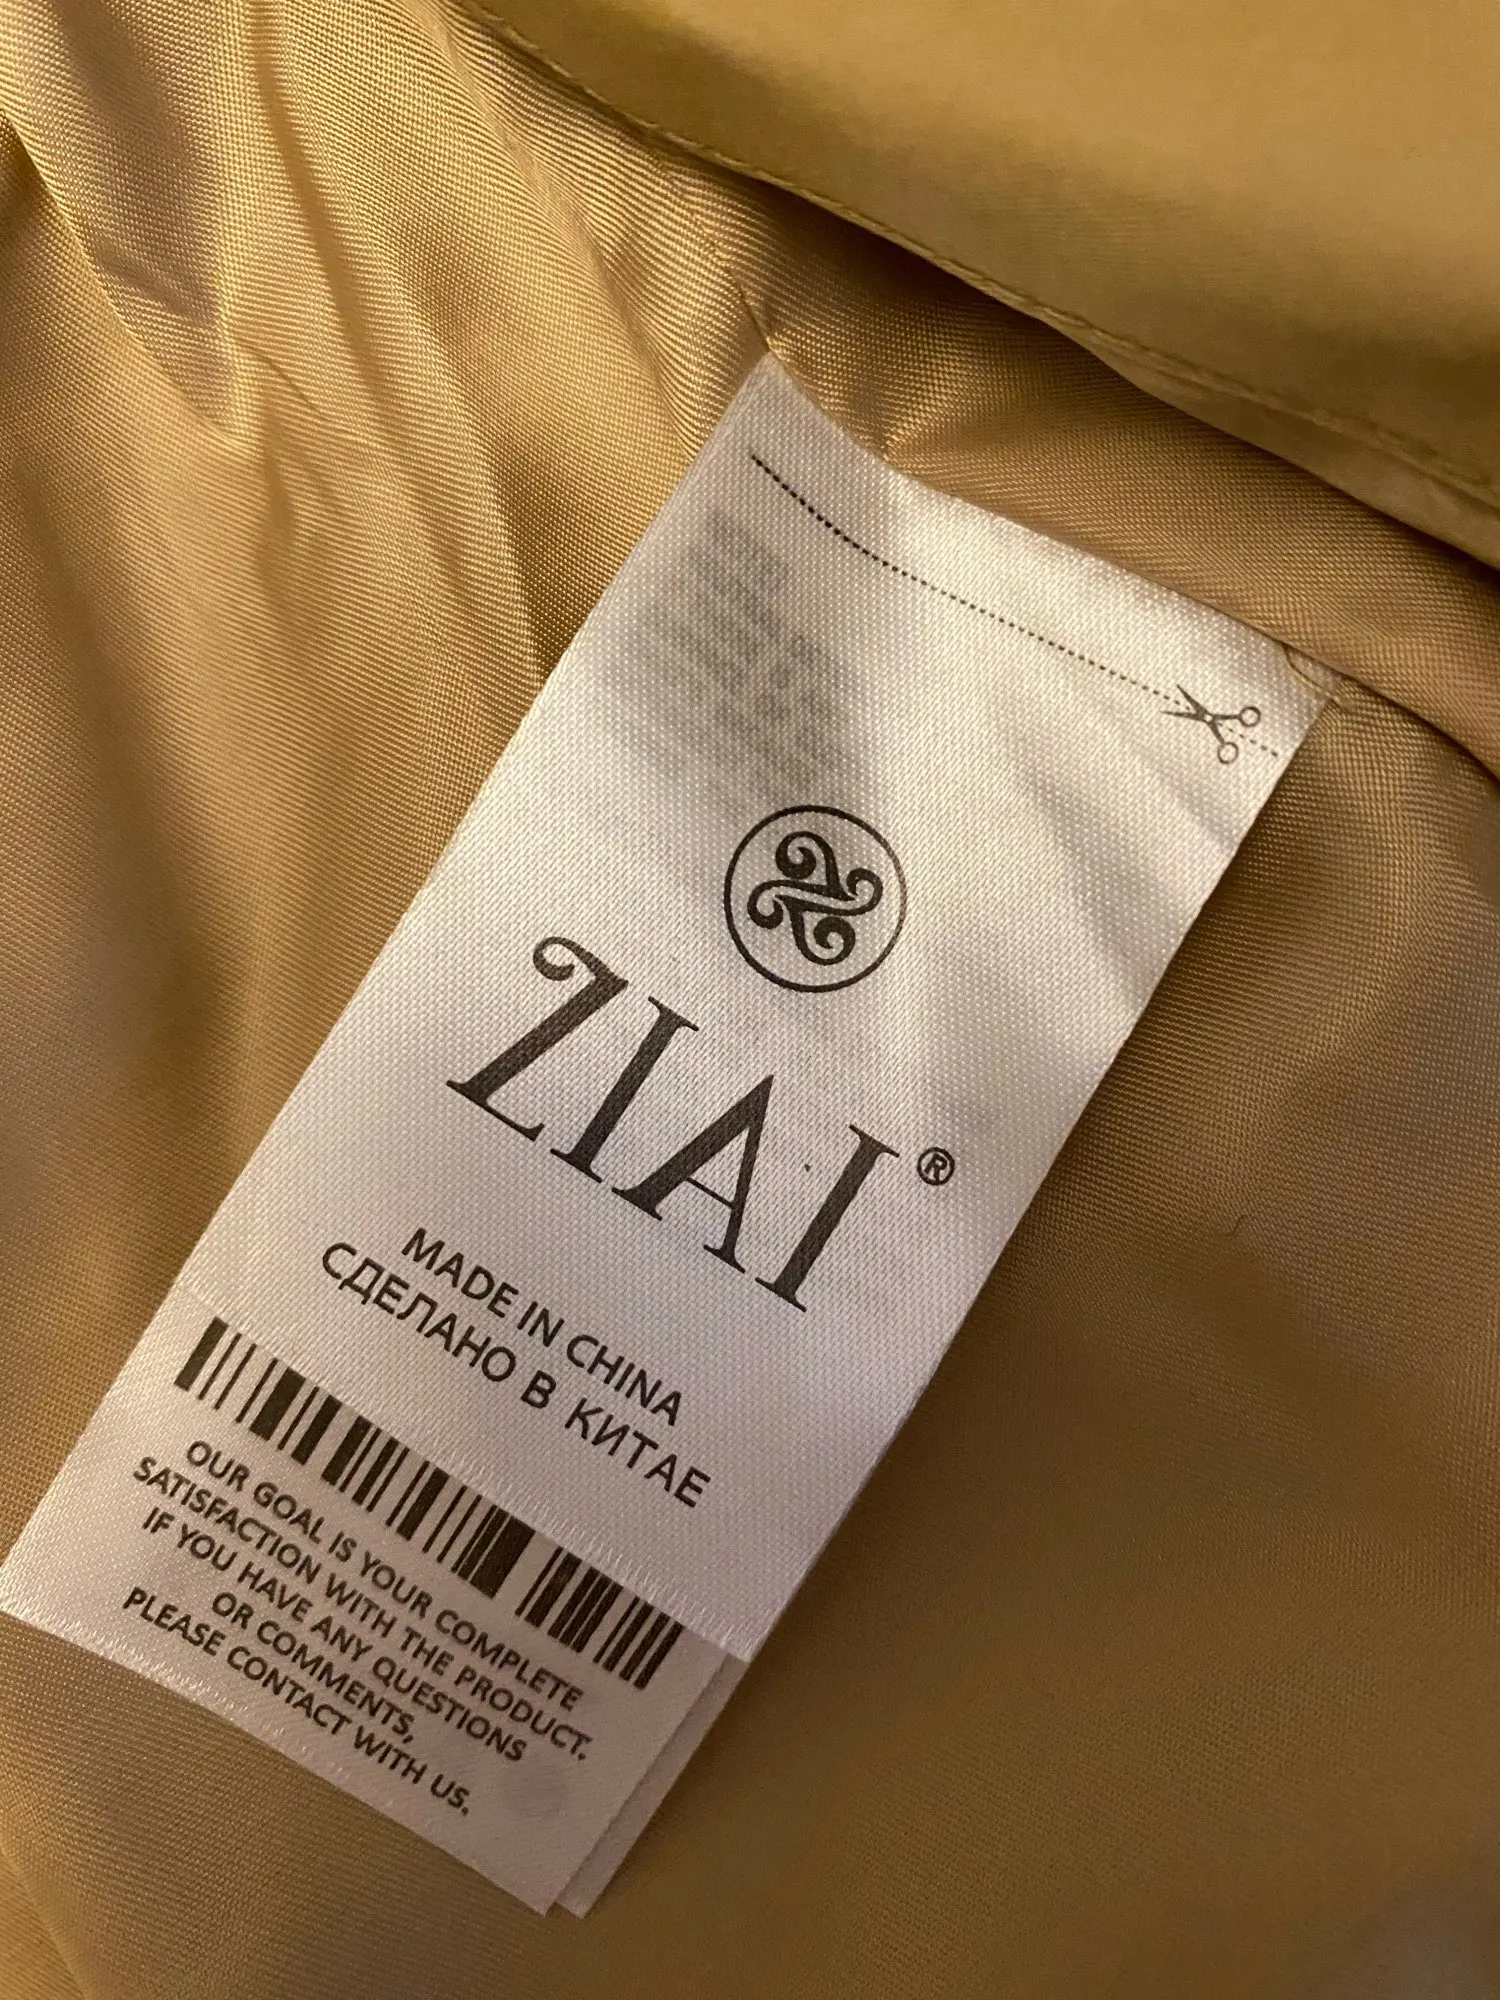 ZIAI®
MADE IN CHINA
СДЕЛАНО В КИТАЕ
OUR GOAL IS YOUR COMPLETE
SATISFACTION WITH THE PRODUCT.
IF YOU HAVE ANY QUESTIONS
OR COMMENTS,
PLEASE CONTACT WITH US.